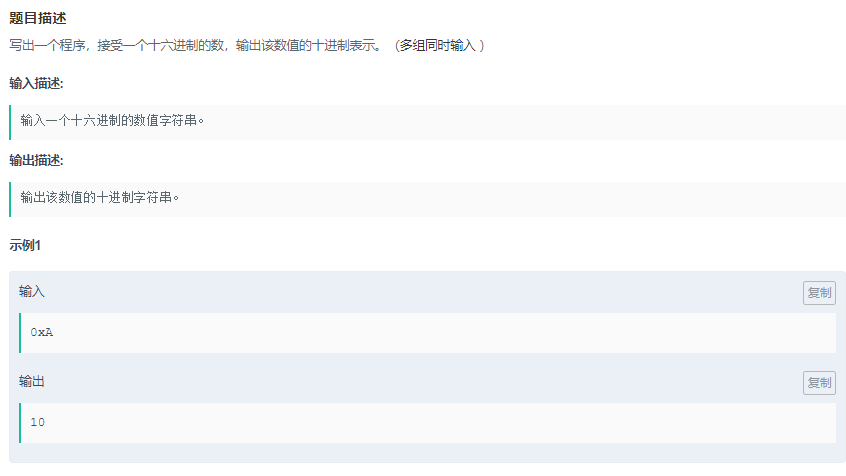 题目描述
写出一个程序，接受一个十六进制的数，输出该数值的十进制表示。（多组同时输入 ）
输入描述:
输入一个十六进制的数值字符串。
输出描述:
输出该数值的十进制字符串。
示例1
输入
复制
0xA
输出
复制
10